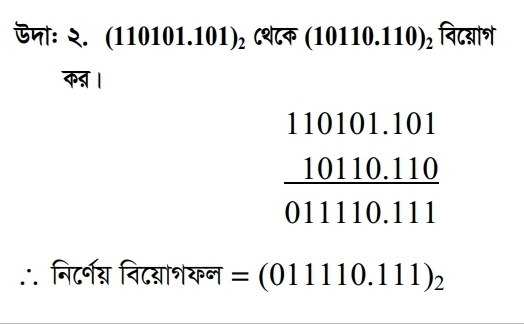 উদা: ২. (110101.101)₂ থেকে (10110.110)₂ বিয়োগ
কর।
110101.101
10110.110
011110.111
∴ নির্ণেয় বিয়োগফল = (011110.111)₂